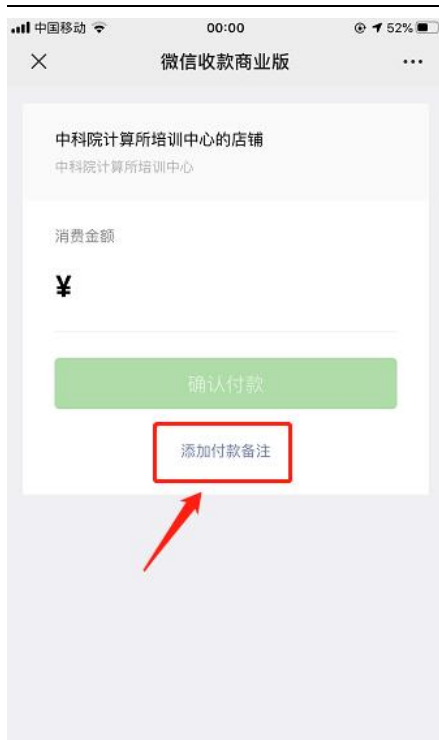 中国移动 00:00 52%
微信收款商业版
中科院计算所培训中心的店铺
中科院计算所培训中心
消费金额
¥
确认付款
添加付款备注